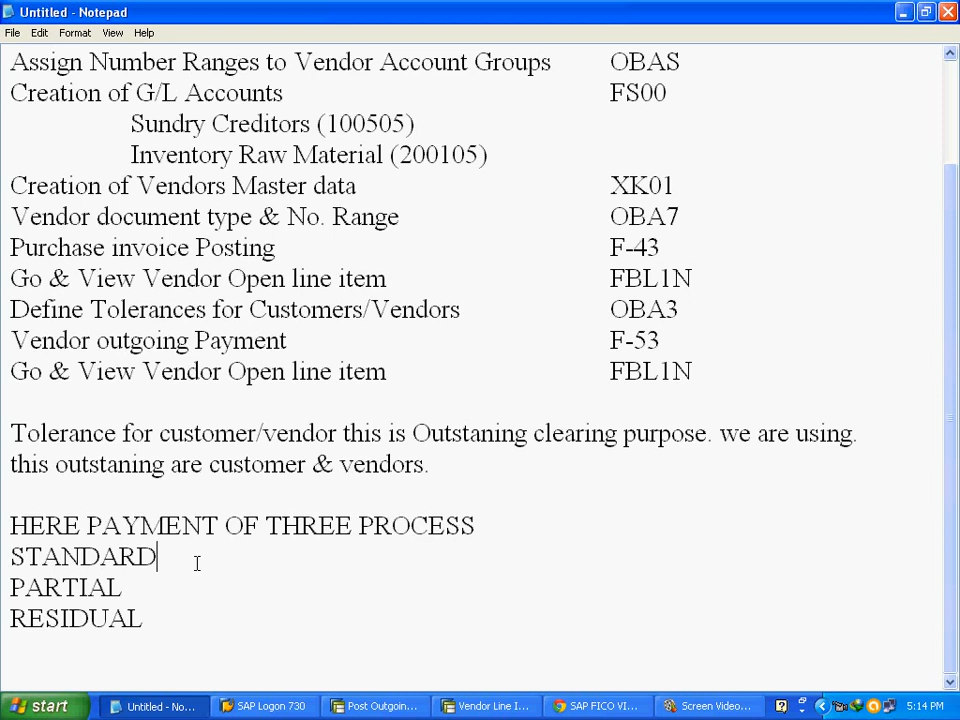 Untitled - Notepad
File Edit Format View Help
Assign Number Ranges to Vendor Account Groups OBAS
Creation of G/L Accounts FS00
Sundry Creditors (100505)
Inventory Raw Material (200105)
Creation of Vendors Master data XK01
Vendor document type & No. Range OBA7
Purchase invoice Posting F-43
Go & View Vendor Open line item FBL1N
Define Tolerances for Customers/Vendors OBA3
Vendor outgoing Payment F-53
Go & View Vendor Open line item FBL1N
Tolerance for customer/vendor this is Outstaning clearing purpose. we are using.
this outstaning are customer & vendors.
HERE PAYMENT OF THREE PROCESS
STANDARD
PARTIAL
RESIDUAL
start Untitled - No... SAP Logon 730 Post Outgoin... Vendor Line I... SAP FICO VI... Screen Video... 5:14 PM